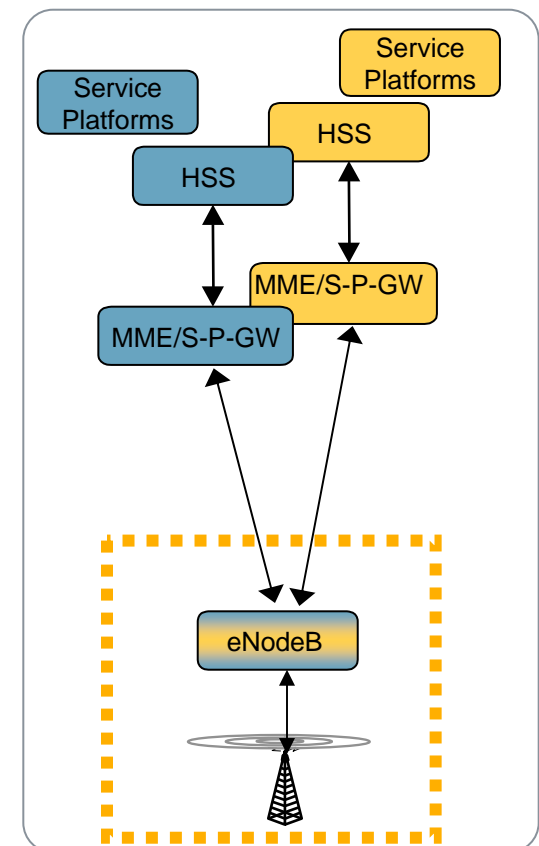 Service
Platforms
Service
Platforms
HSS
HSS
MME/S-P-GW
MME/S-P-GW
eNodeB